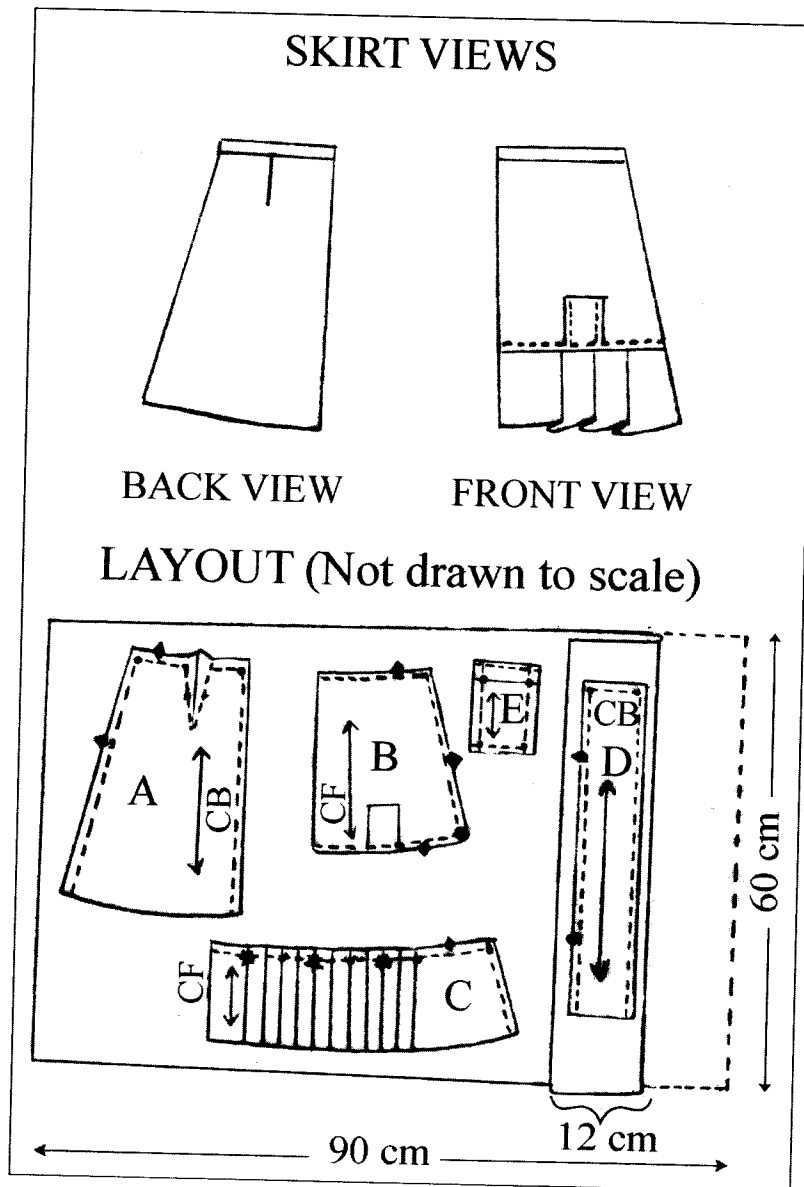 SKIRT VIEWS
BACK VIEW FRONT VIEW
LAYOUT (Not drawn to scale)
A
CB
CF
B
E
CB
D
60 cm
CF
C
12 cm
90 cm